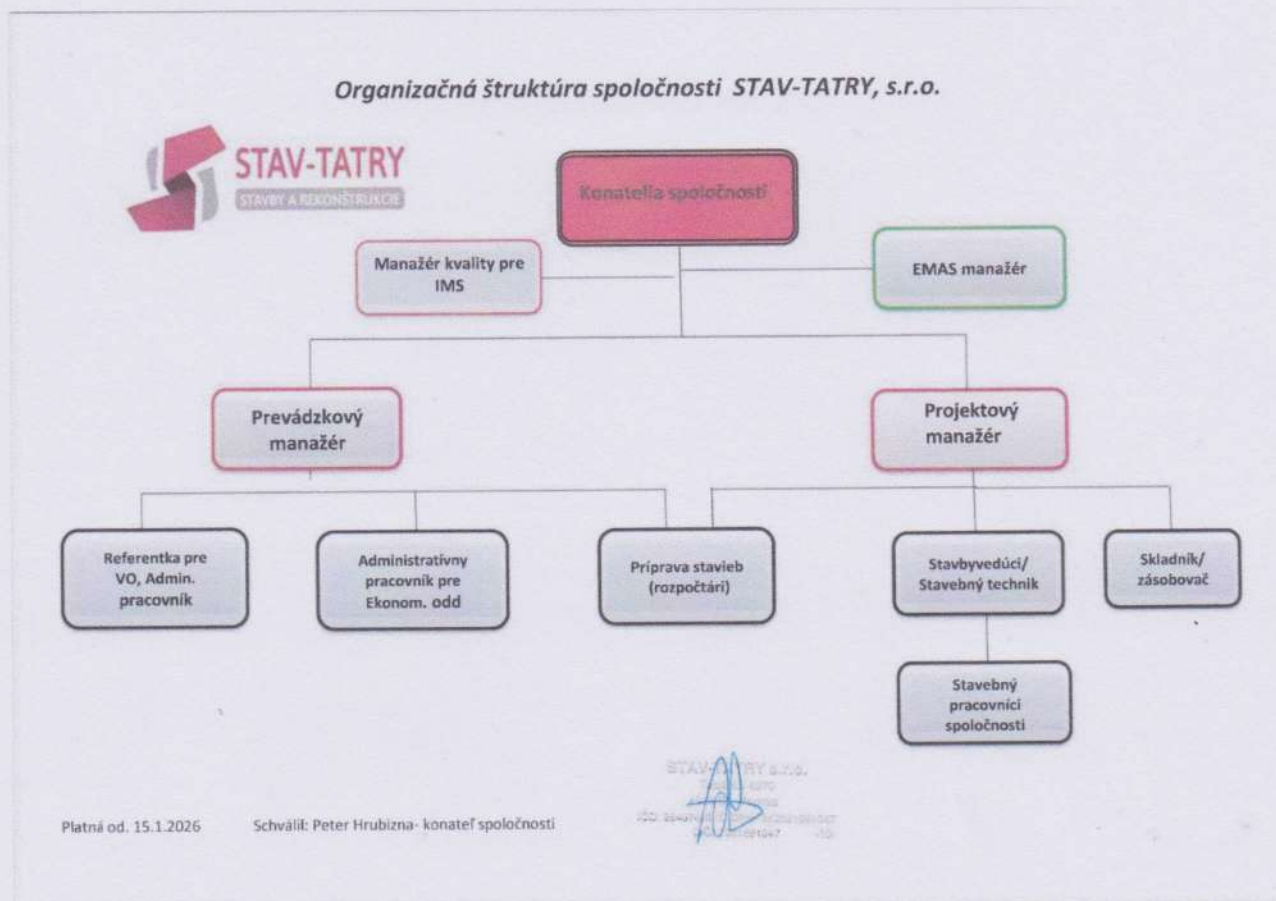 Organizačná štruktúra spoločnosti STAV-TATRY, s.r.o.
STAV-TATRY
STAVBY A REKONŠTRUKCIE
Konatelia spoločnosti
Manažér kvality pre
IMS
EMAS manažér
Prevádzkový
manažér
Projektový
manažér
Referentka pre
VO, Admin.
pracovník
Administratívny
pracovník pre
Ekonom. odd
Príprava stavieb
(rozpočtári)
Stavbyvedúci/
Stavebný technik
Skladník/
zásobovač
Stavebný
pracovníci
spoločnosti
STAV-TATRY s.r.o.
Platná od. 15.1.2026
Schválil: Peter Hrubizna- konateľ spoločnosti